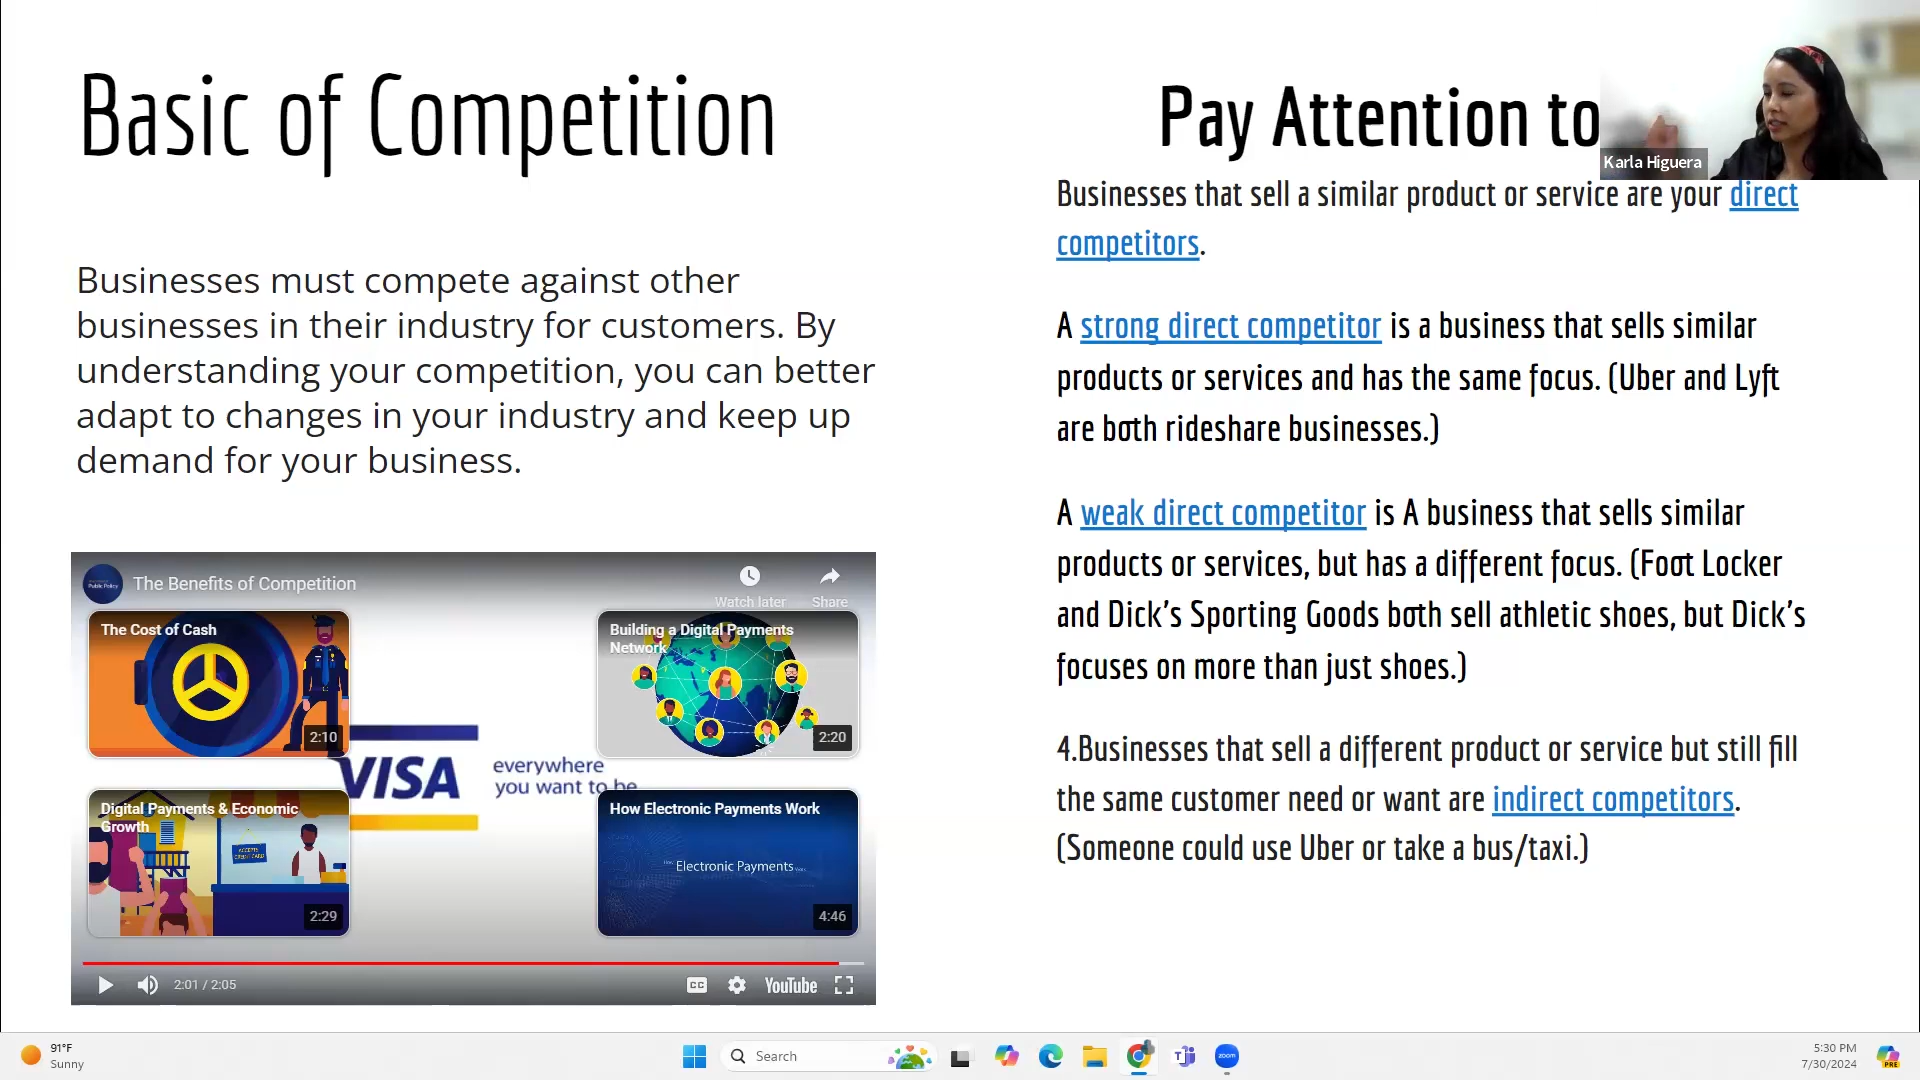 Basic of Competition
Businesses must compete against other
businesses in their industry for customers. By
understanding your competition, you can better
adapt to changes in your industry and keep up
demand for your business.
The Benefits of Competition
Watch later
Share
The Cost of Cash
2:10
Building a Digital Payments
Network
2:20
VISA
everywhere
you want to be
Digital Payments & Economic
Growth
ACCEPTS
CREDIT CARD
2:29
How Electronic Payments Work
Electronic Payments
4:46
2:01 / 2:05
CC
YouTube
Pay Attention to
Karla Higuera
Businesses that sell a similar product or service are your direct
competitors.
A strong direct competitor is a business that sells similar
products or services and has the same focus. (Uber and Lyft
are both rideshare businesses.)
A weak direct competitor is A business that sells similar
products or services, but has a different focus. (Foot Locker
and Dick's Sporting Goods both sell athletic shoes, but Dick's
focuses on more than just shoes.)
4.Businesses that sell a different product or service but still fill
the same customer need or want are indirect competitors.
(Someone could use Uber or take a bus/taxi.)
91°F
Sunny
Search
zoom
5:30 PM
7/30/2024
PRE